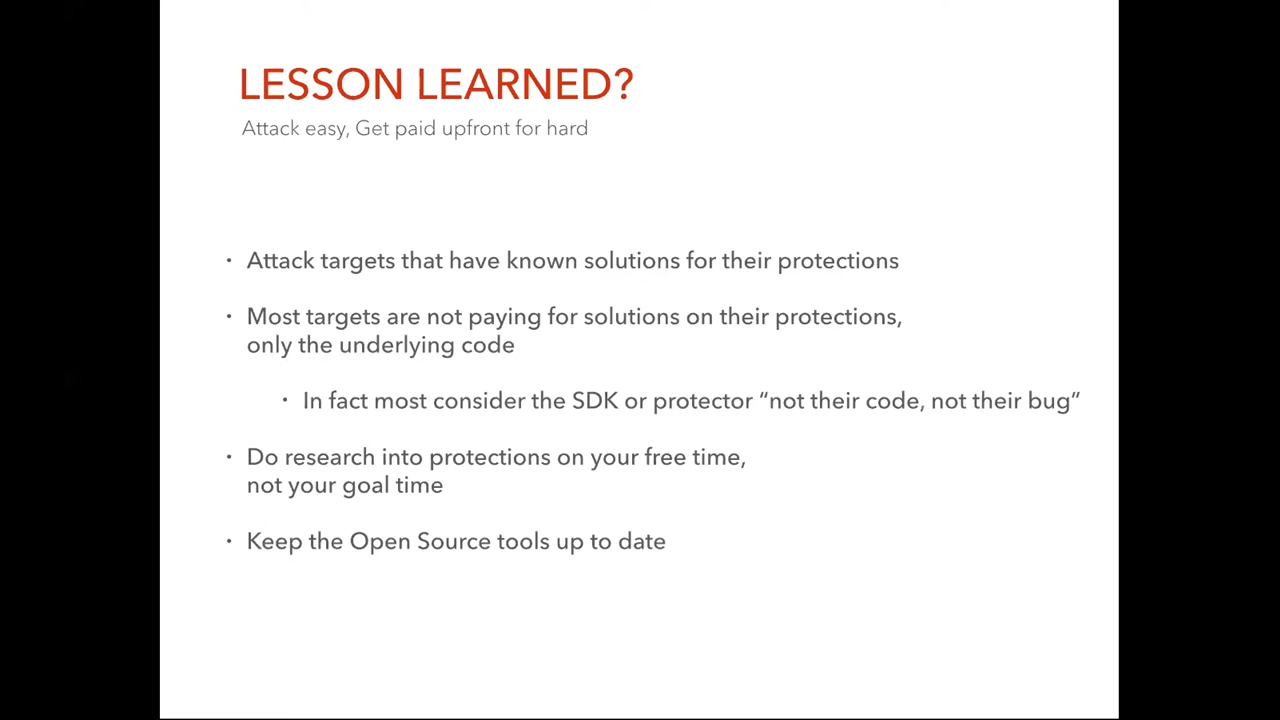 LESSON LEARNED?
Attack easy, Get paid upfront for hard
• Attack targets that have known solutions for their protections
• Most targets are not paying for solutions on their protections,
only the underlying code
• In fact most consider the SDK or protector “not their code, not their bug”
• Do research into protections on your free time,
not your goal time
• Keep the Open Source tools up to date